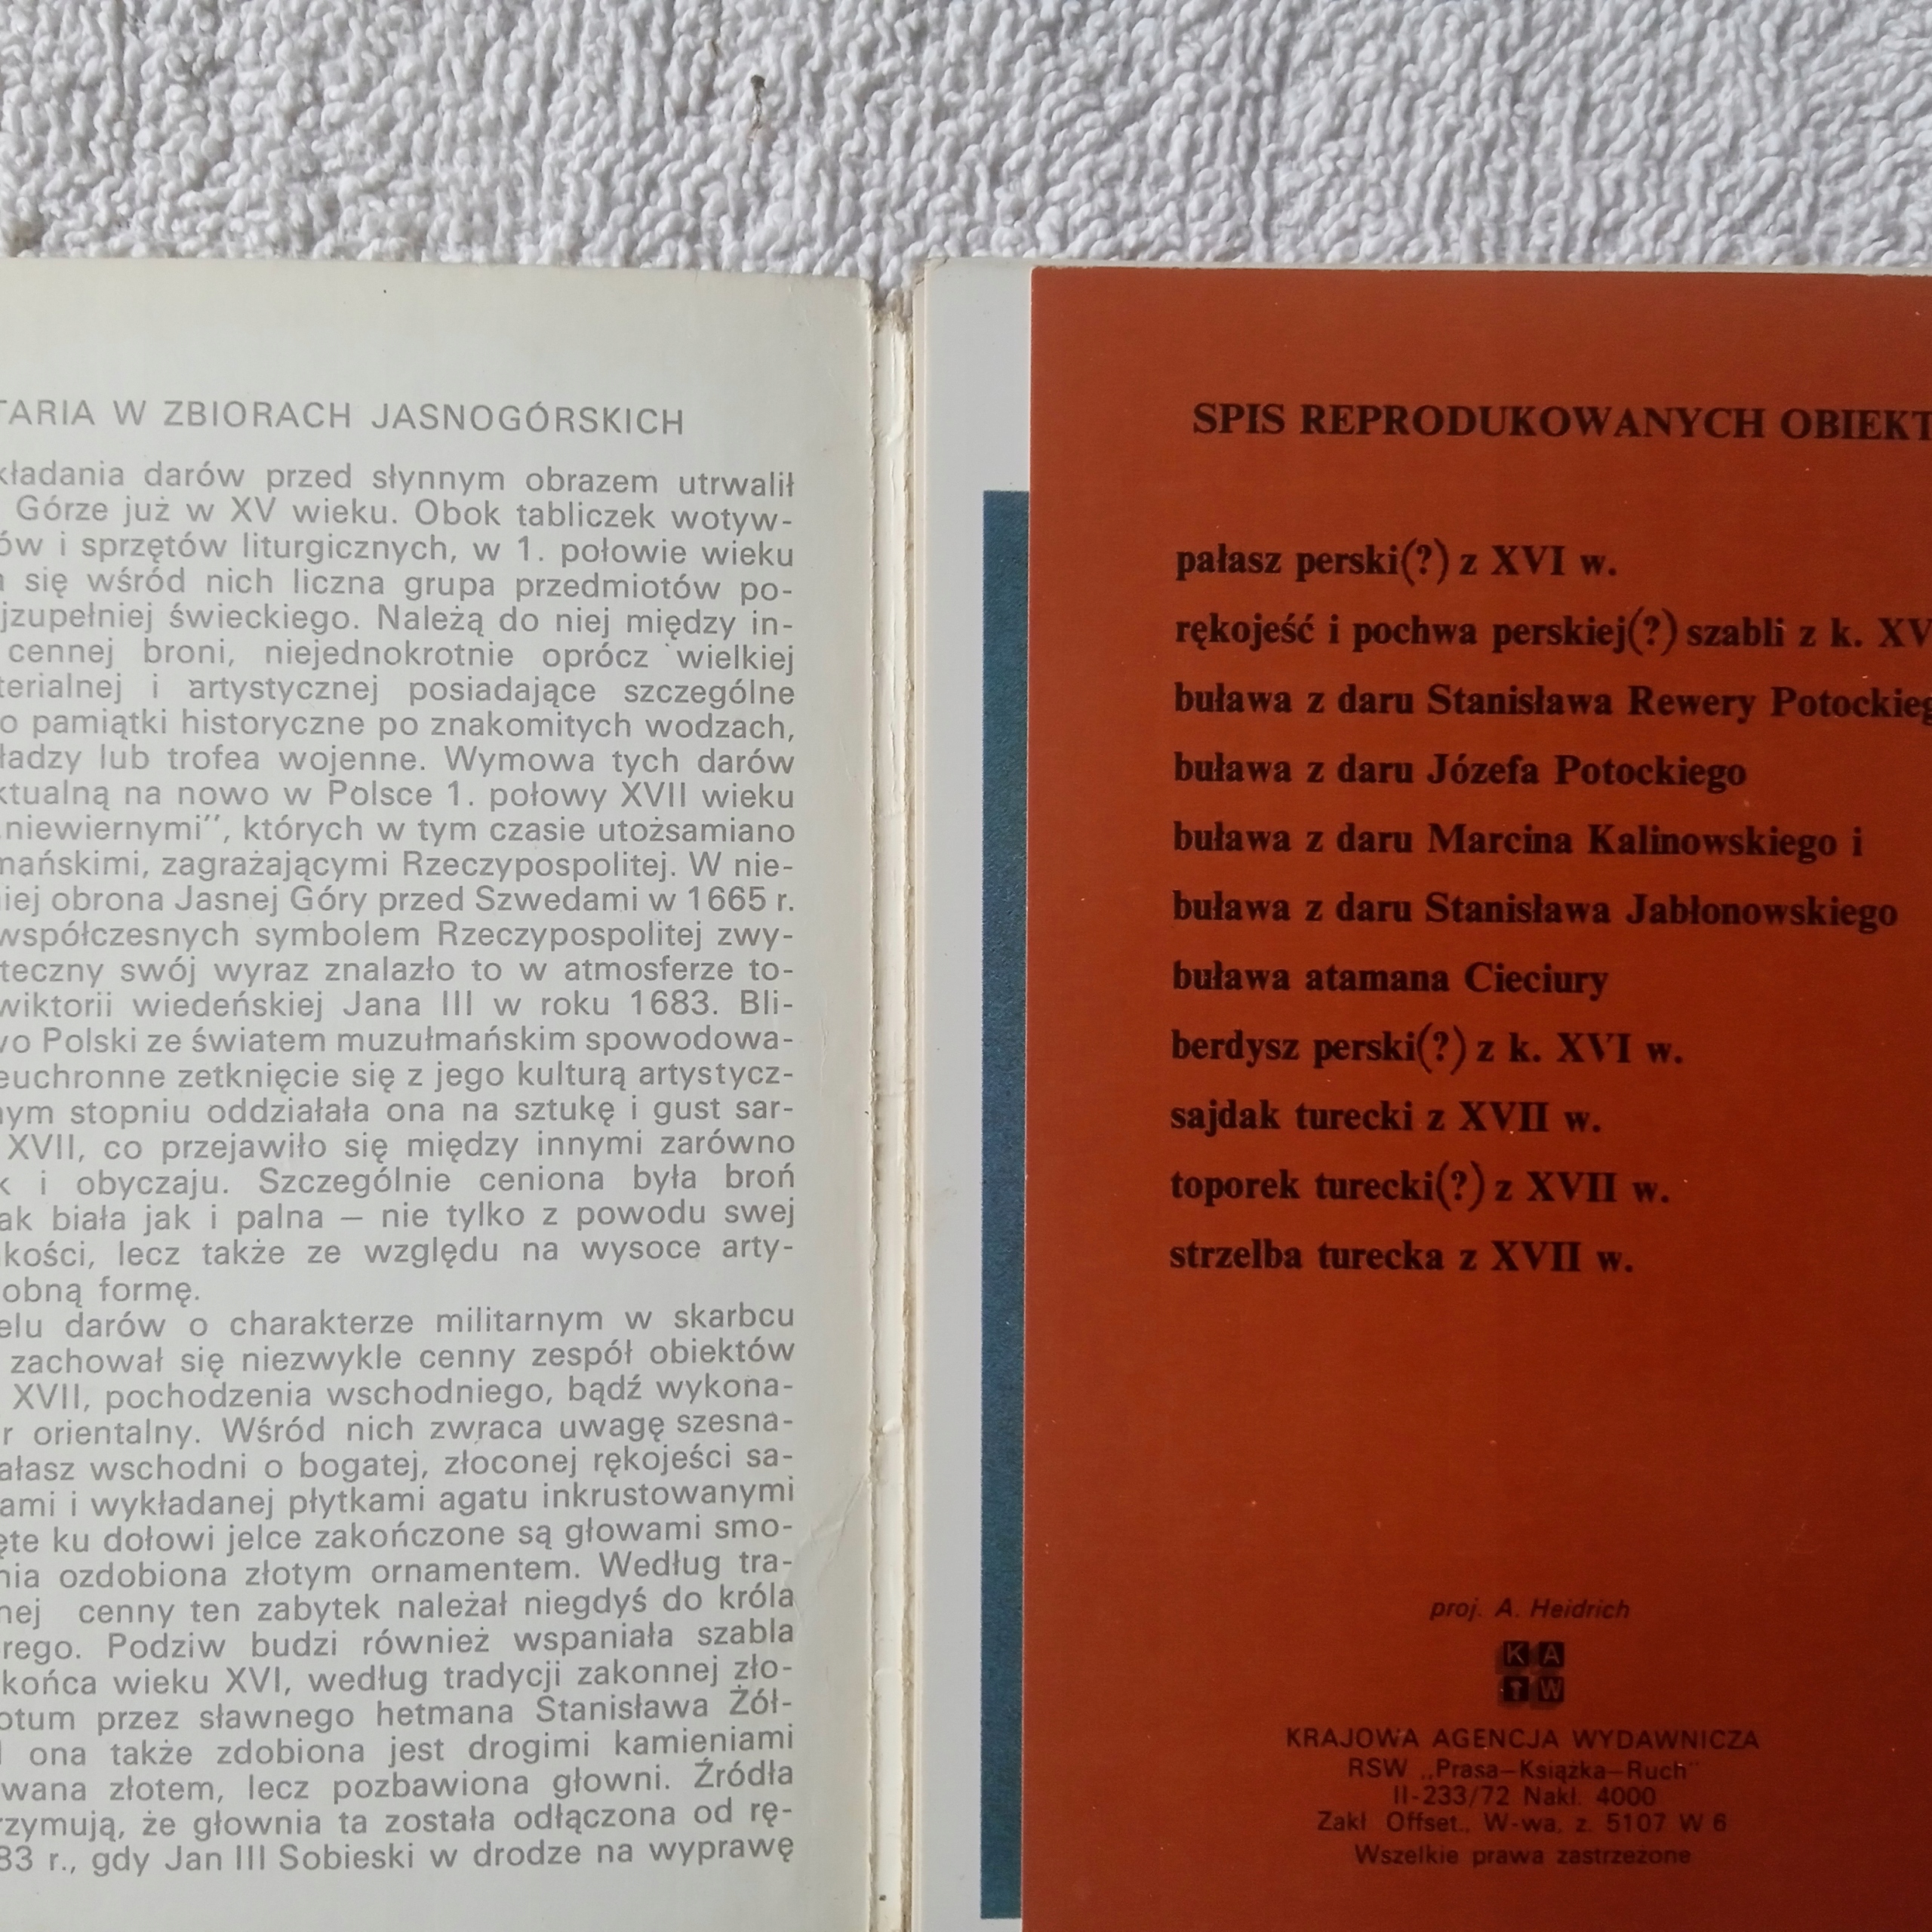 TARIA W ZBIORACH JASNOGÓRSKICH
kładania darów przed słynnym obrazem utrwalił
Górze już w XV wieku. Obok tabliczek wotyw-
ów i sprzętów liturgicznych, w 1. połowie wieku
się wśród nich liczna grupa przedmiotów po-
jzupełniej świeckiego. Należą do niej między in-
cennej broni, niejednokrotnie oprócz wielkiej
terialnej i artystycznej posiadające szczególne
o pamiątki historyczne po znakomitych wodzach,
ładzy lub trofea wojenne. Wymowa tych darów
ktualną na nowo w Polsce 1. połowy XVII wieku
niewiernymi”, których w tym czasie utożsamiano
mańskimi, zagrażającymi Rzeczypospolitej. W nie-
iej obrona Jasnej Góry przed Szwedami w 1665 r.
współczesnych symbolem Rzeczypospolitej zwy-
teczny swój wyraz znalazło to w atmosferze to-
wiktorii wiedeńskiej Jana III w roku 1683. Bli-
wo Polski ze światem muzułmańskim spowodowa-
euchronne zetknięcie się z jego kulturą artystycz-
nym stopniu oddziałała ona na sztukę i gust sar-
XVII, co przejawiło się między innymi zarówno
k i obyczaju. Szczególnie ceniona była broń
ak biała jak i palna — nie tylko z powodu swej
kości, lecz także ze względu na wysoce arty-
obną formę.
elu darów o charakterze militarnym w skarbcu
zachował się niezwykle cenny zespół obiektów
XVII, pochodzenia wschodniego, bądź wykona-
r orientalny. Wśród nich zwraca uwagę szesna-
ałasz wschodni o bogatej, złoconej rękojeści sa-
ami i wykładanej płytkami agatu inkrustowanymi
ęte ku dołowi jelce zakończone są głowami smo-
nia ozdobiona złotym ornamentem. Według tra-
nej cenny ten zabytek należał niegdyś do króla
rego. Podziw budzi również wspaniała szabla
końca wieku XVI, według tradycji zakonnej zło-
otum przez sławnego hetmana Stanisława Żół-
ona także zdobiona jest drogimi kamieniami
wana złotem, lecz pozbawiona głowni. Źródła
rzymują, że głownia ta została odłączona od rę-
83 r., gdy Jan III Sobieski w drodze na wyprawę
SPIS REPRODUKOWANYCH OBIEKT
pałasz perski(?) z XVI w.
rękojeść i pochwa perskiej(?) szabli z k. XV
buława z daru Stanisława Rewery Potockieg
buława z daru Józefa Potockiego
buława z daru Marcina Kalinowskiego i
buława z daru Stanisława Jabłonowskiego
buława atamana Cieciury
berdysz perski(?) z k. XVI w.
sajdak turecki z XVII w.
toporek turecki(?) z XVII w.
strzelba turecka z XVII w.
proj. A. Heidrich
K A
W
KRAJOWA AGENCJA WYDAWNICZA
RSW „Prasa—Książka—Ruch”
II-233/72 Nakł. 4000
Zakł. Offset., W-wa, z. 5107 W 6
Wszelkie prawa zastrzeżone